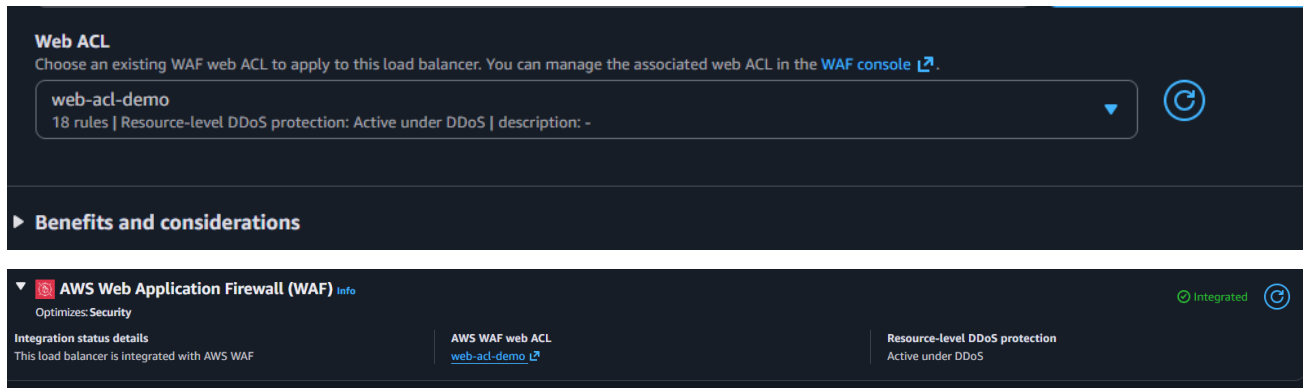 Web ACL
Choose an existing WAF web ACL to apply to this load balancer. You can manage the associated web ACL in the WAF console.
web-acl-demo
18 rules | Resource-level DDoS protection: Active under DDoS | description: -
Benefits and considerations
AWS Web Application Firewall (WAF) Info
Integrated
Optimizes: Security
Integration status details
This load balancer is integrated with AWS WAF
AWS WAF web ACL
web-acl-demo
Resource-level DDoS protection
Active under DDoS